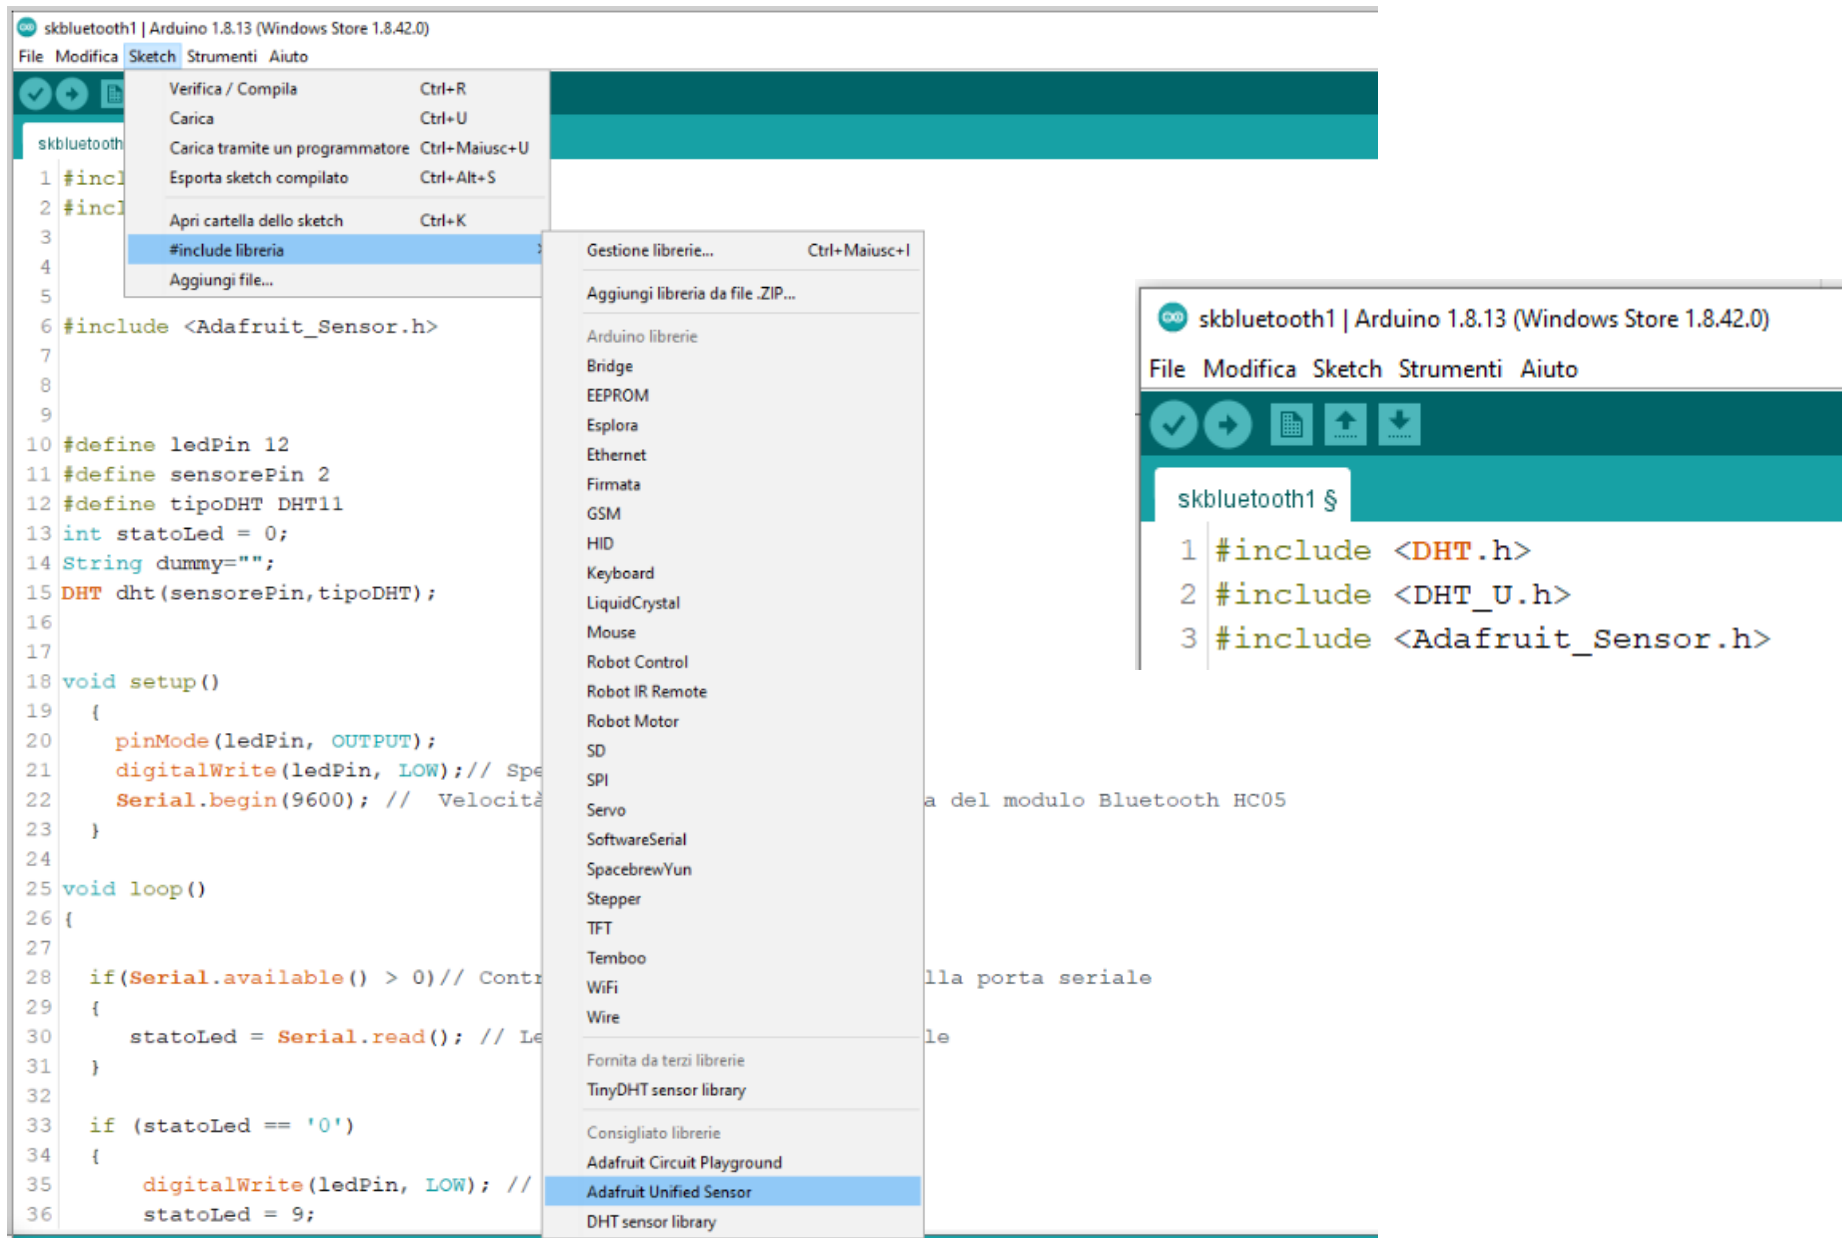 skbluetooth1 | Arduino 1.8.13 (Windows Store 1.8.42.0)
File Modifica Sketch Strumenti Aiuto
Verifica / Compila Ctrl+R
Carica Ctrl+U
Carica tramite un programmatore Ctrl+Maiusc+U
Esporta sketch compilato Ctrl+Alt+S
Apri cartella dello sketch Ctrl+K
#include libreria
Aggiungi file...
Gestione librerie... Ctrl+Maiusc+I
Aggiungi libreria da file .ZIP...
Arduino librerie
Bridge
EEPROM
Esplora
Ethernet
Firmata
GSM
HID
Keyboard
LiquidCrystal
Mouse
Robot Control
Robot IR Remote
Robot Motor
SD
SPI
Servo
SoftwareSerial
SpacebrewYun
Stepper
TFT
Temboo
WiFi
Wire
Fornita da terzi librerie
TinyDHT sensor library
Consigliato librerie
Adafruit Circuit Playground
Adafruit Unified Sensor
DHT sensor library
skbluetooth
1 #incl
2 #incl
3
4
5
6 #include <Adafruit_Sensor.h>
7
8
9
10 #define ledPin 12
11 #define sensorePin 2
12 #define tipoDHT DHT11
13 int statoLed = 0;
14 String dummy="";
15 DHT dht(sensorePin,tipoDHT);
16
17
18 void setup()
19 {
20 pinMode(ledPin, OUTPUT);
21 digitalWrite(ledPin, LOW);// Spe
22 Serial.begin(9600); // Velocità a del modulo Bluetooth HC05
23 }
24
25 void loop()
26 {
27
28 if(Serial.available() > 0)// Contr lla porta seriale
29 {
30 statoLed = Serial.read(); // Le le
31 }
32
33 if (statoLed == '0')
34 {
35 digitalWrite(ledPin, LOW); //
36 statoLed = 9;
skbluetooth1 | Arduino 1.8.13 (Windows Store 1.8.42.0)
File Modifica Sketch Strumenti Aiuto
skbluetooth1 §
1 #include <DHT.h>
2 #include <DHT_U.h>
3 #include <Adafruit_Sensor.h>